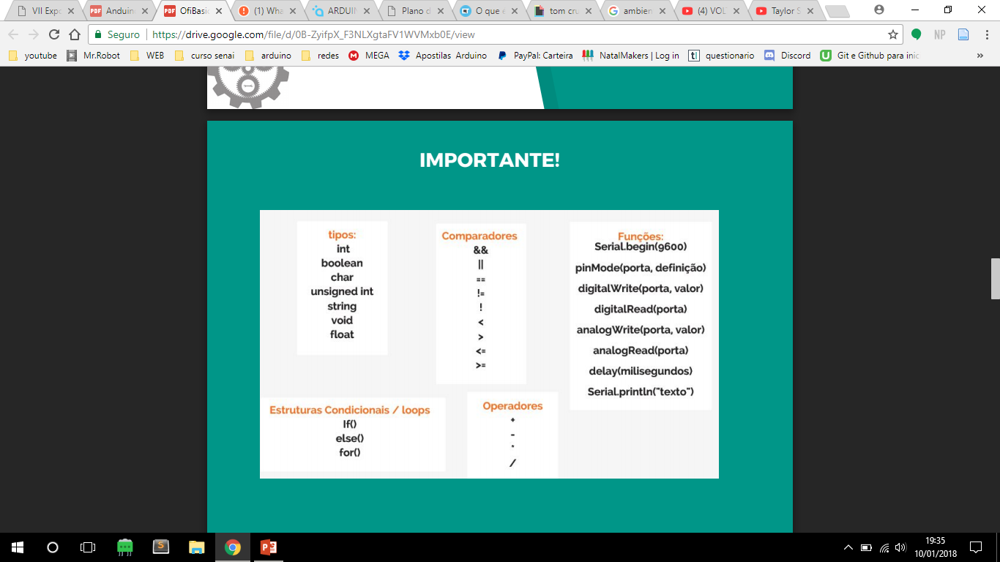 VII Expo
Anduin
OfiBasic
(1) Wha
ARDUIN
Plano d
O que é
tom cru
ambien
(4) VOL
Taylor S
Seguro
https://drive.google.com/file/d/0B-ZyifpX_F3NLXgtaFV1WVMxb0E/view
NP
youtube
Mr.Robot
WEB
curso senai
arduino
redes
MEGA
Apostilas Arduino
PayPal: Carteira
NatalMakers | Log in
questionario
Discord
Git e Github para inic
»
IMPORTANTE!
tipos:
int
boolean
char
unsigned int
string
void
float
Comparadores
&&
||
==
!=
!
<
>
<=
>=
Funções:
Serial.begin(9600)
pinMode(porta, definição)
digitalWrite(porta, valor)
digitalRead(porta)
analogWrite(porta, valor)
analogRead(porta)
delay(milisegundos)
Serial.println("texto")
Estruturas Condicionais / loops
If()
else()
for()
Operadores
+
-
*
/
19:35
10/01/2018